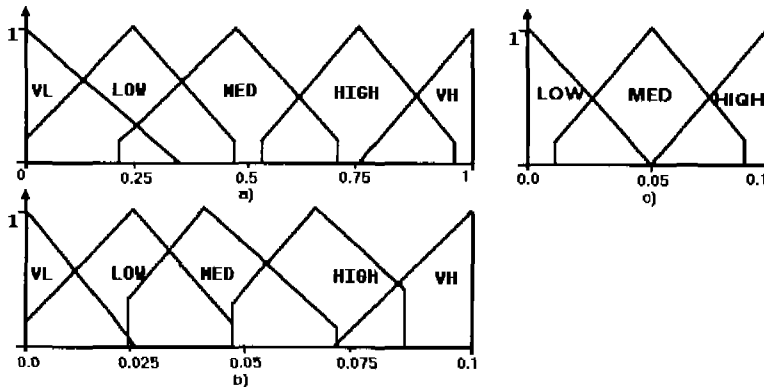 1
VL LOW MED HIGH VH
0 0.25 0.5 0.75 1
a)
1
LOW MED HIGH
0.0 0.05 0.1
c)
1
VL LOW MED HIGH VH
0.0 0.025 0.05 0.075 0.1
b)